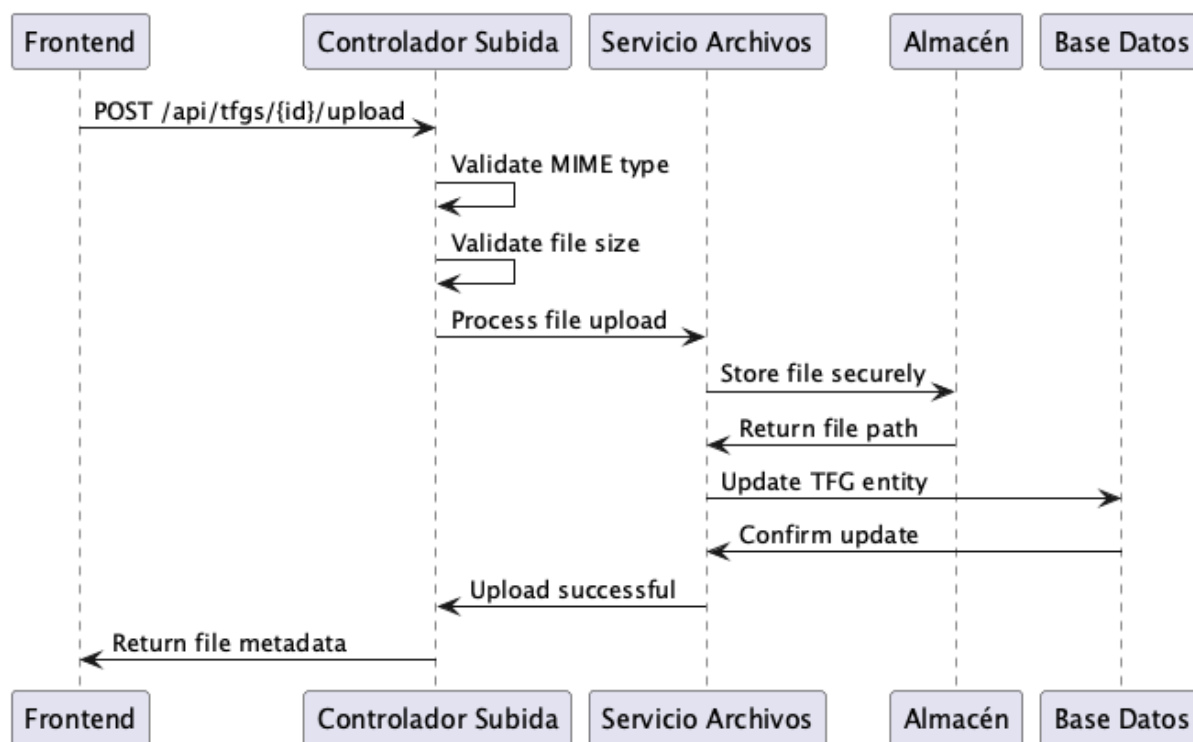 Frontend Controlador Subida Servicio Archivos Almacén Base Datos
POST /api/tfgs/{id}/upload
Validate MIME type
Validate file size
Process file upload
Store file securely
Return file path
Update TFG entity
Confirm update
Upload successful
Return file metadata
Frontend Controlador Subida Servicio Archivos Almacén Base Datos